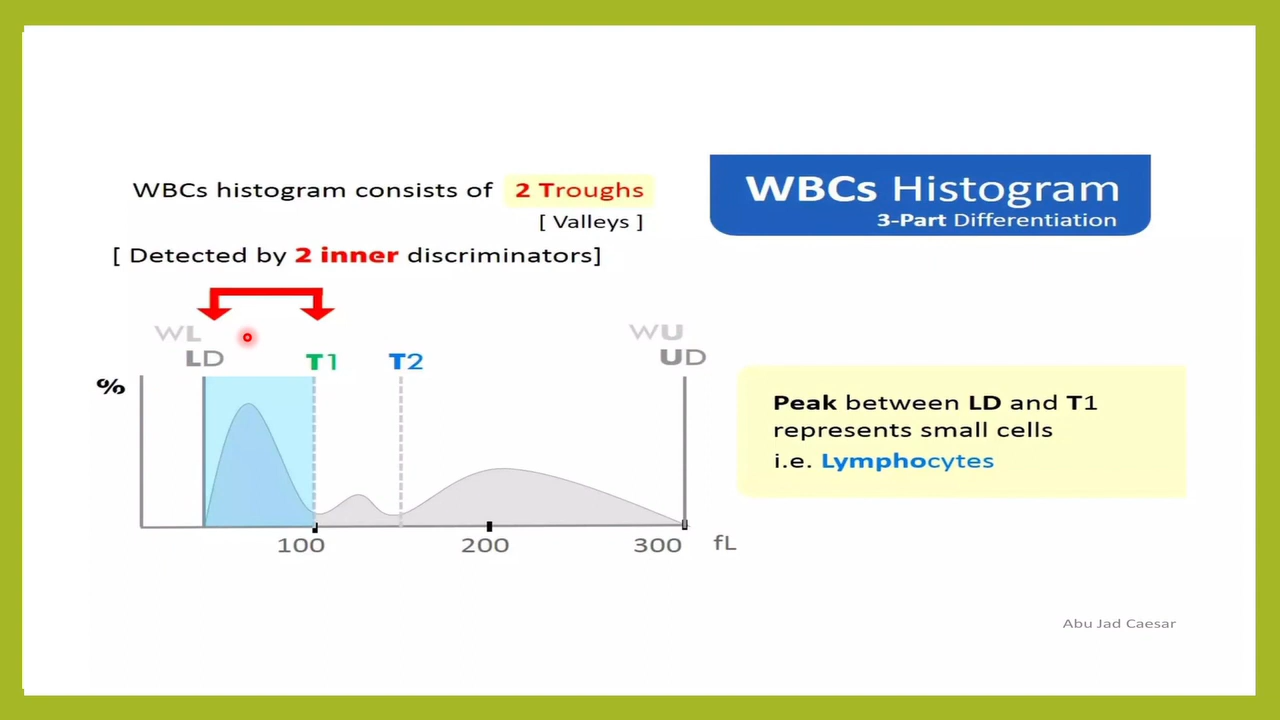 WBCs histogram consists of 2 Troughs
[ Valleys ]
[ Detected by 2 inner discriminators]
WBCs Histogram
3-Part Differentiation
WL
LD
T1
T2
WU
UD
%
100
200
300
fL
Peak between LD and T1
represents small cells
i.e. Lymphocytes
Abu Jad Caesar